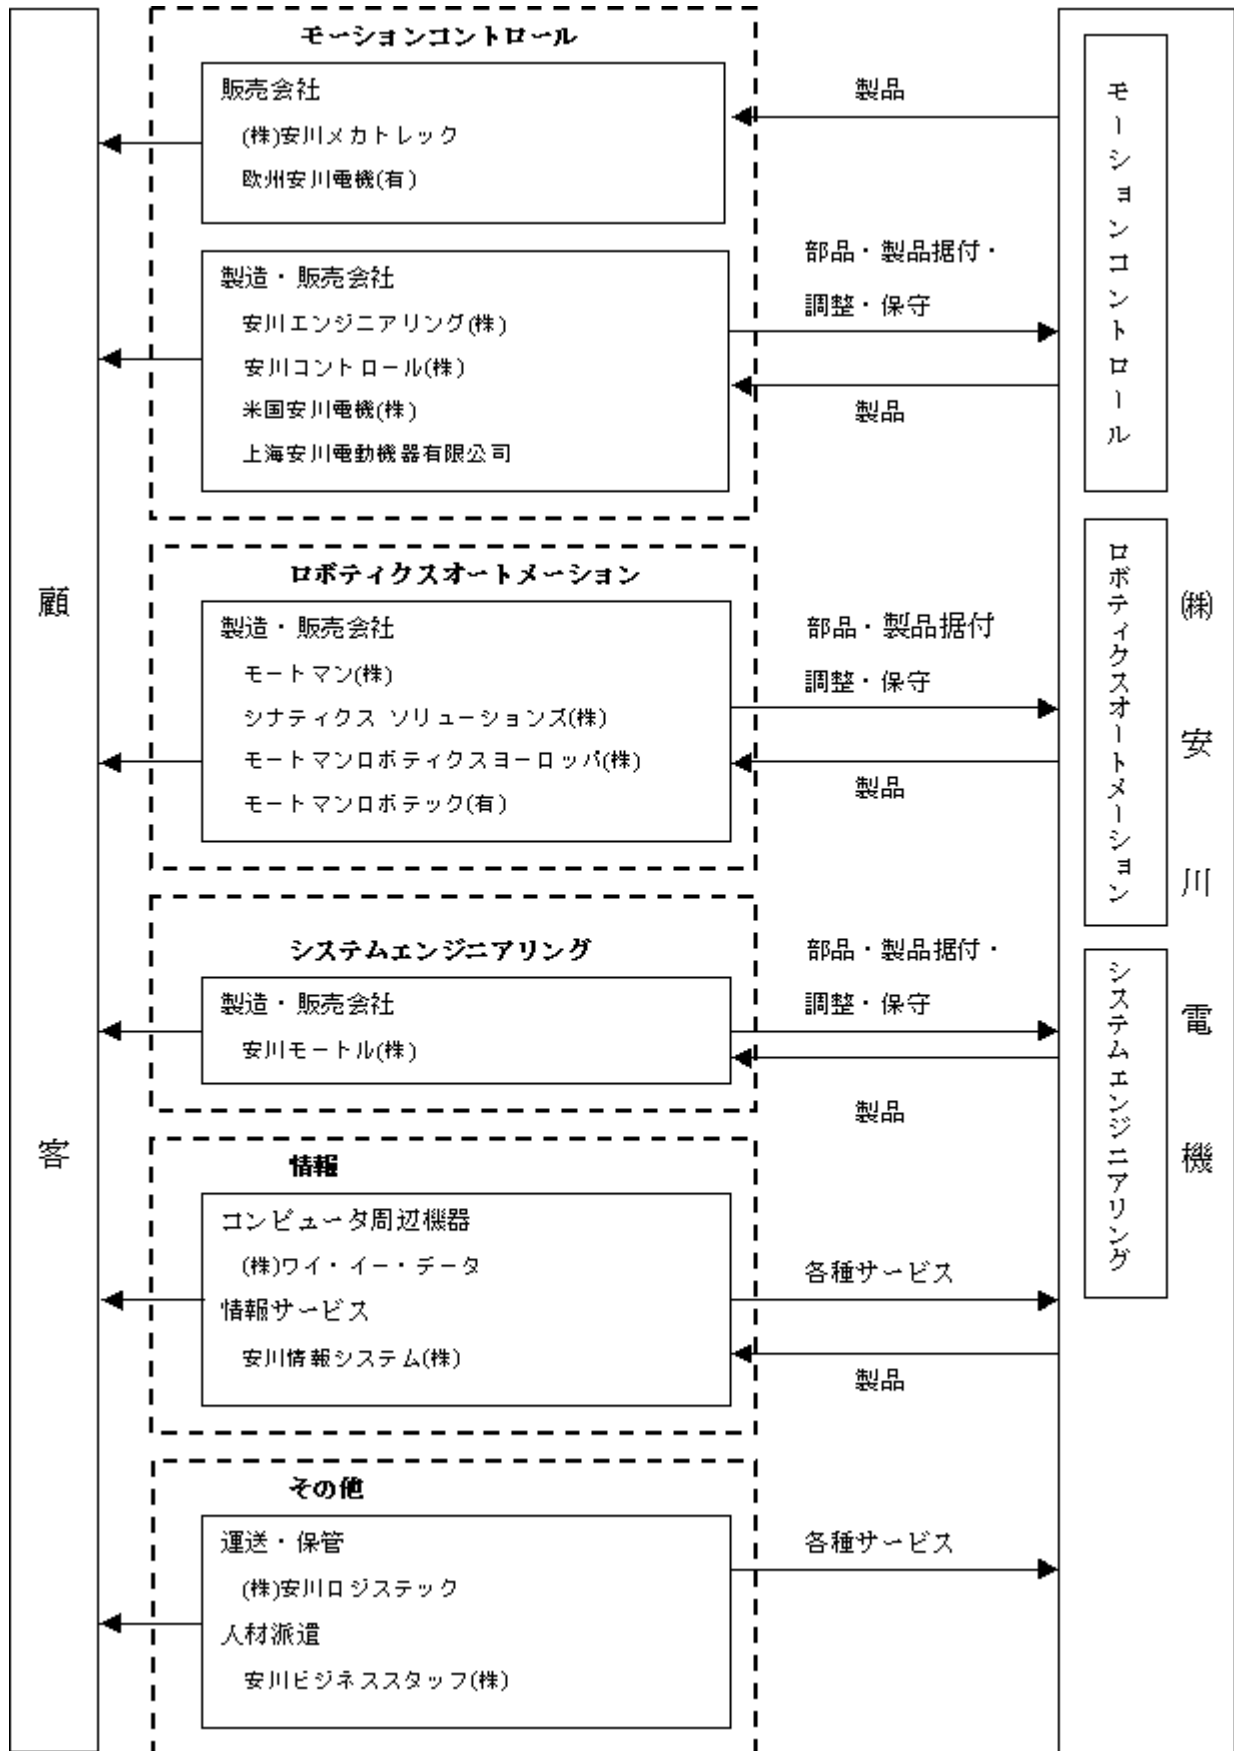 モーションコントロール
販売会社
(株)安川メカトレック
欧州安川電機(有)
製品
製造・販売会社
安川エンジニアリング(株)
安川コントロール(株)
米国安川電機(株)
上海安川電動機器有限公司
部品・製品据付・
調整・保守
製品
ロボティクスオートメーション
製造・販売会社
モートマン(株)
シナティクス ソリューションズ(株)
モートマンロボティクスヨーロッパ(株)
モートマンロボテック(有)
部品・製品据付
調整・保守
製品
システムエンジニアリング
製造・販売会社
安川モートル(株)
部品・製品据付・
調整・保守
製品
情報
コンピュータ周辺機器
(株)ワイ・イー・データ
情報サービス
安川情報システム(株)
各種サービス
製品
その他
運送・保管
(株)安川ロジステック
人材派遣
安川ビジネススタッフ(株)
各種サービス
顧客
モーションコントロール
ロボティクスオートメーション
システムエンジニアリング
㈱安川電機